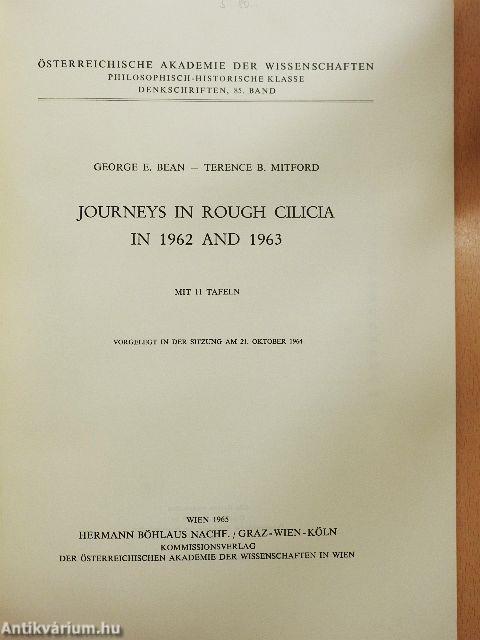 ÖSTERREICHISCHE AKADEMIE DER WISSENSCHAFTEN
PHILOSOPHISCH-HISTORISCHE KLASSE
DENKSCHRIFTEN, 85. BAND
GEORGE E. BEAN – TERENCE B. MITFORD
JOURNEYS IN ROUGH CILICIA
IN 1962 AND 1963
MIT 11 TAFELN
VORGELEGT IN DER SITZUNG AM 21. OKTOBER 1964
WIEN 1965
HERMANN BÖHLAUS NACHF. / GRAZ-WIEN-KÖLN
KOMMISSIONSVERLAG
DER ÖSTERREICHISCHEN AKADEMIE DER WISSENSCHAFTEN IN WIEN
Antikvárium.hu